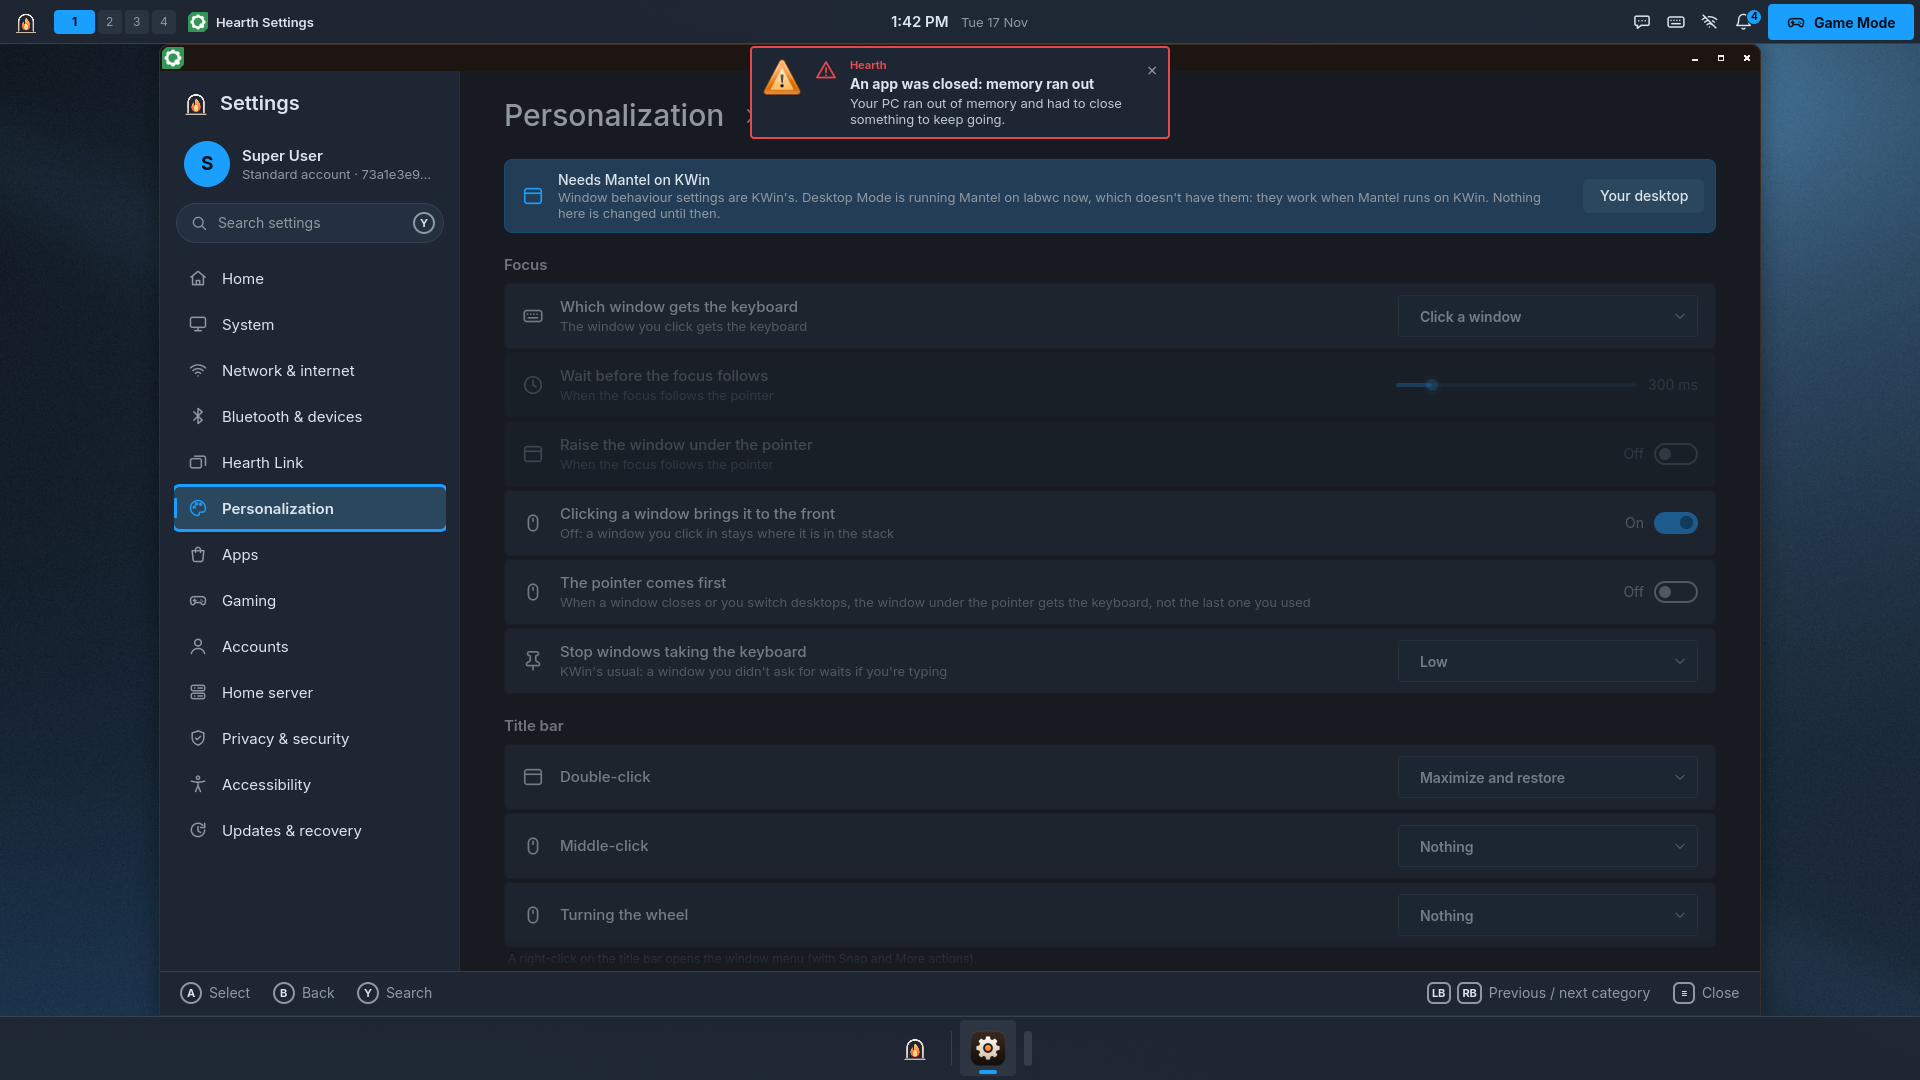 1 2 3 4 Hearth Settings
1:42 PM Tue 17 Nov
4
Game Mode
Hearth
An app was closed: memory ran out
Your PC ran out of memory and had to close
something to keep going.
Settings
S
Super User
Standard account · 73a1e3e9...
Search settings Y
Home
System
Network & internet
Bluetooth & devices
Hearth Link
Personalization
Apps
Gaming
Accounts
Home server
Privacy & security
Accessibility
Updates & recovery
Personalization
Needs Mantel on KWin
Window behaviour settings are KWin's. Desktop Mode is running Mantel on labwc now, which doesn't have them: they work when Mantel runs on KWin. Nothing
here is changed until then.
Your desktop
Focus
Which window gets the keyboard
The window you click gets the keyboard
Click a window
Wait before the focus follows
When the focus follows the pointer
300 ms
Raise the window under the pointer
When the focus follows the pointer
Off
Clicking a window brings it to the front
Off: a window you click in stays where it is in the stack
On
The pointer comes first
When a window closes or you switch desktops, the window under the pointer gets the keyboard, not the last one you used
Off
Stop windows taking the keyboard
KWin's usual: a window you didn't ask for waits if you're typing
Low
Title bar
Double-click
Maximize and restore
Middle-click
Nothing
Turning the wheel
Nothing
A right-click on the title bar opens the window menu (with Snap and More actions).
A Select B Back Y Search
LB RB Previous / next category Close